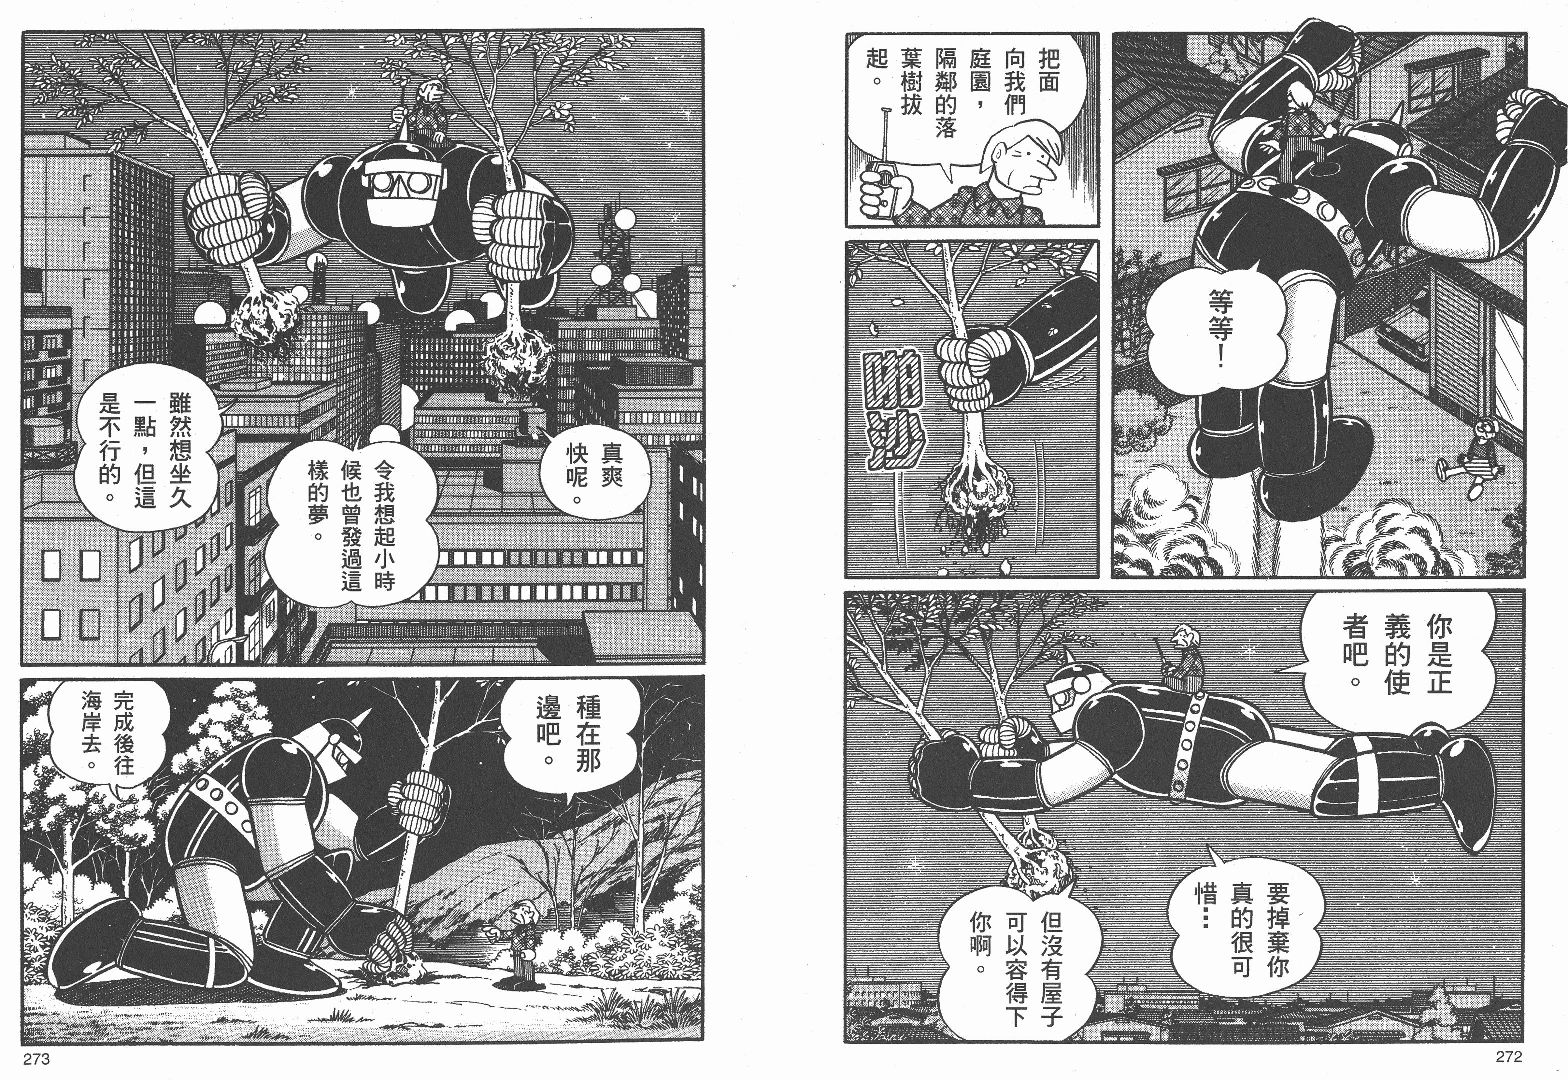 等
等
！
把面
向我們
庭園，
隔鄰的落
葉樹拔
起。
啪沙
你是正
義的使
者吧。
要掉棄你
真的很可
惜…
但沒有屋子
可以容得下
你啊。
272
真爽
快呢。
令我想起小時
候也曾發過這
樣的夢。
雖然想坐久
一點，但這
是不行的。
種在那
邊吧。
完成後往
海岸去。
273